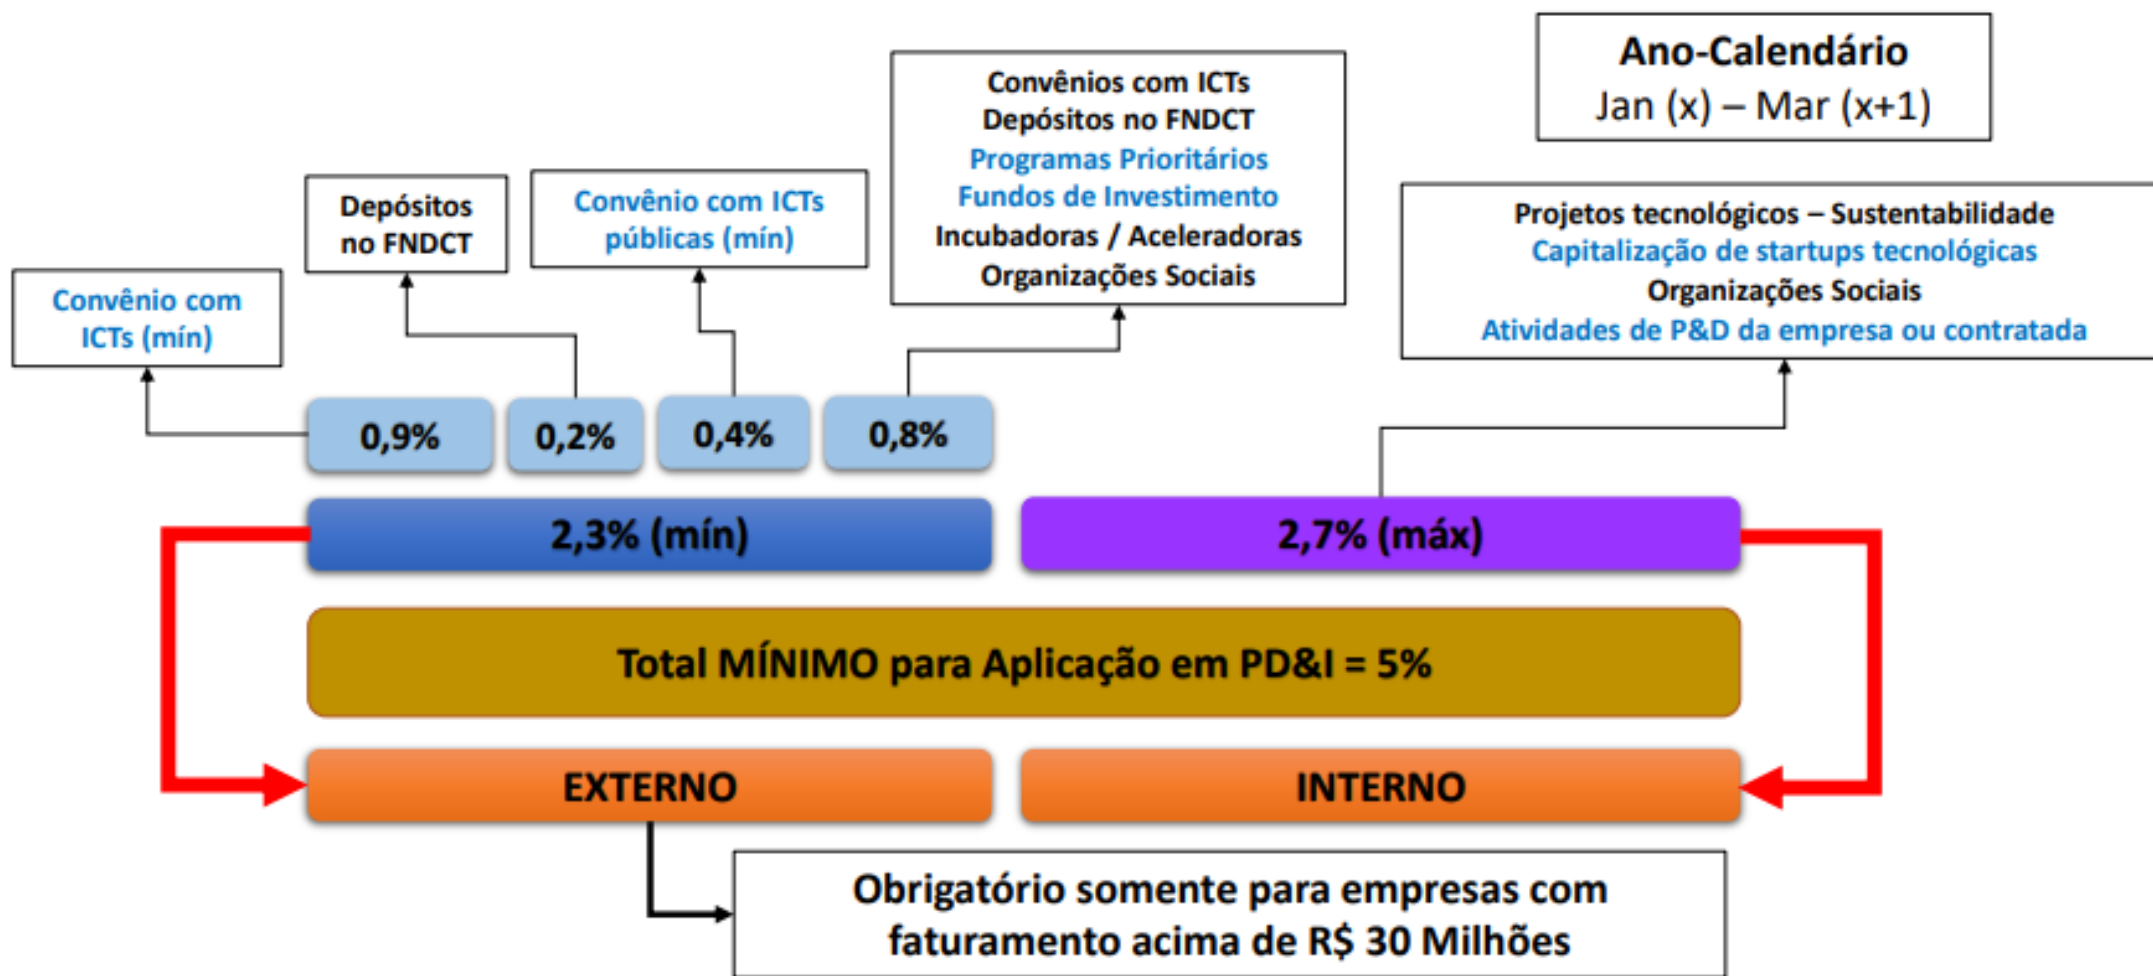 Ano-Calendário
Jan (x) – Mar (x+1)
Convênios com ICTs
Depósitos no FNDCT
Programas Prioritários
Fundos de Investimento
Incubadoras / Aceleradoras
Organizações Sociais
Depósitos
no FNDCT
Convênio com ICTs
públicas (mín)
Projetos tecnológicos – Sustentabilidade
Capitalização de startups tecnológicas
Organizações Sociais
Atividades de P&D da empresa ou contratada
Convênio com
ICTs (mín)
0,9%
0,2%
0,4%
0,8%
2,3% (mín)
2,7% (máx)
Total MÍNIMO para Aplicação em PD&I = 5%
EXTERNO
INTERNO
Obrigatório somente para empresas com
faturamento acima de R$ 30 Milhões